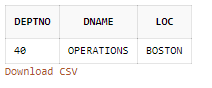 DEPTNO DNAME LOC
40 OPERATIONS BOSTON
Download CSV